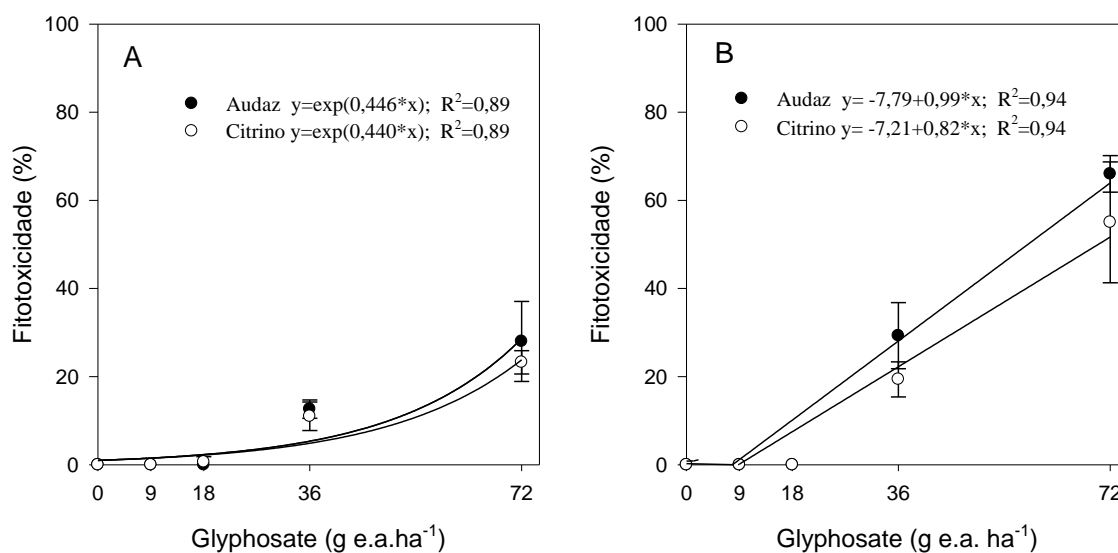 A
Audaz y=exp(0,446*x); R²=0,89
Citrino y=exp(0,440*x); R²=0,89
Fitotoxicidade (%)
100
80
60
40
20
0
0 9 18 36 72
Glyphosate (g e.a.ha⁻¹)
B
Audaz y= -7,79+0,99*x; R²=0,94
Citrino y= -7,21+0,82*x; R²=0,94
Fitotoxicidade (%)
100
80
60
40
20
0
0 9 18 36 72
Glyphosate (g e.a. ha⁻¹)